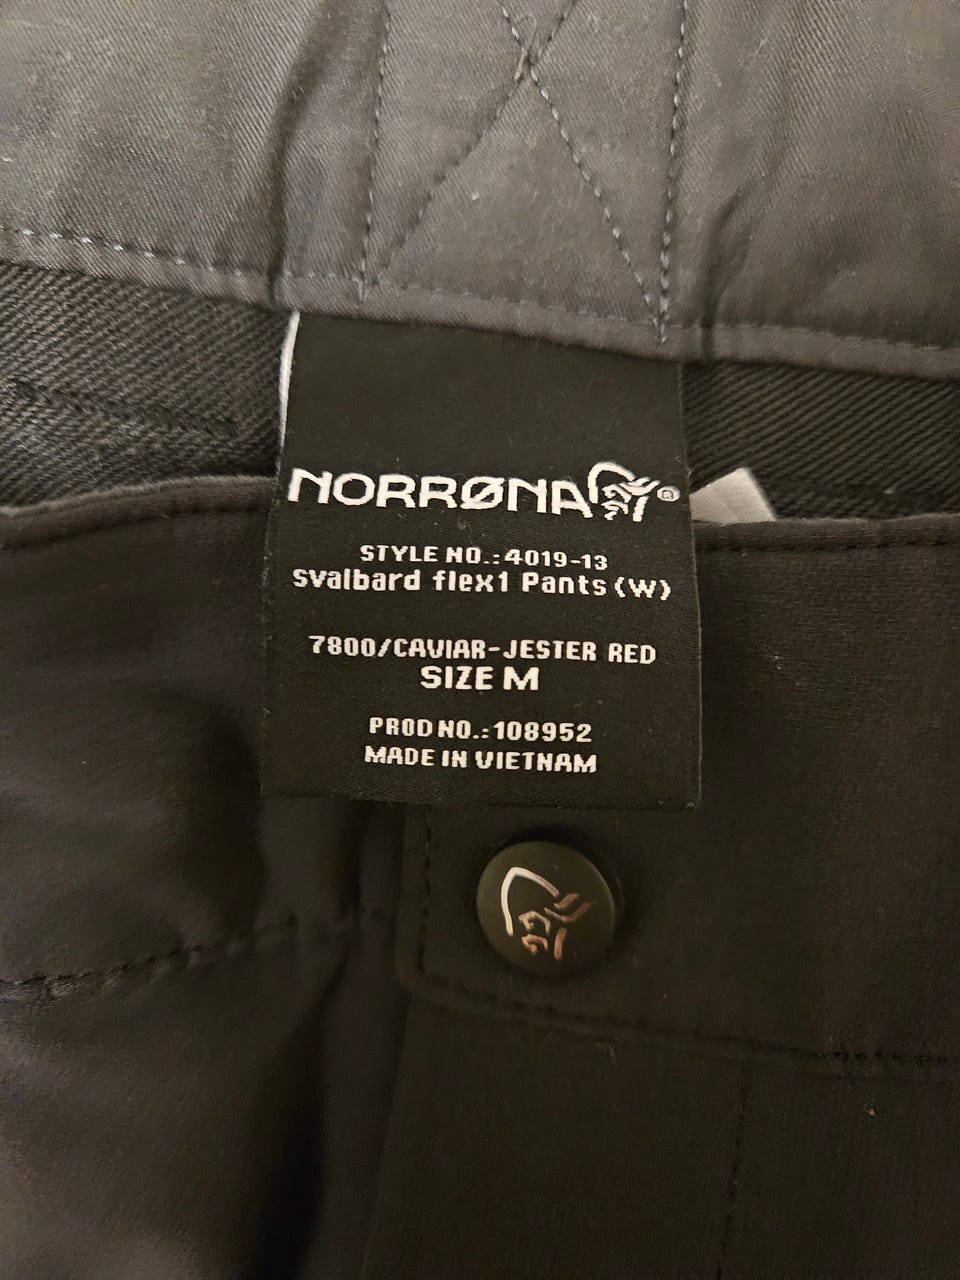 NORRØNA ®
STYLE NO.:4019-13
svalbard flex1 Pants (W)
7800/CAVIAR-JESTER RED
SIZE M
PROD NO.:108952
MADE IN VIETNAM